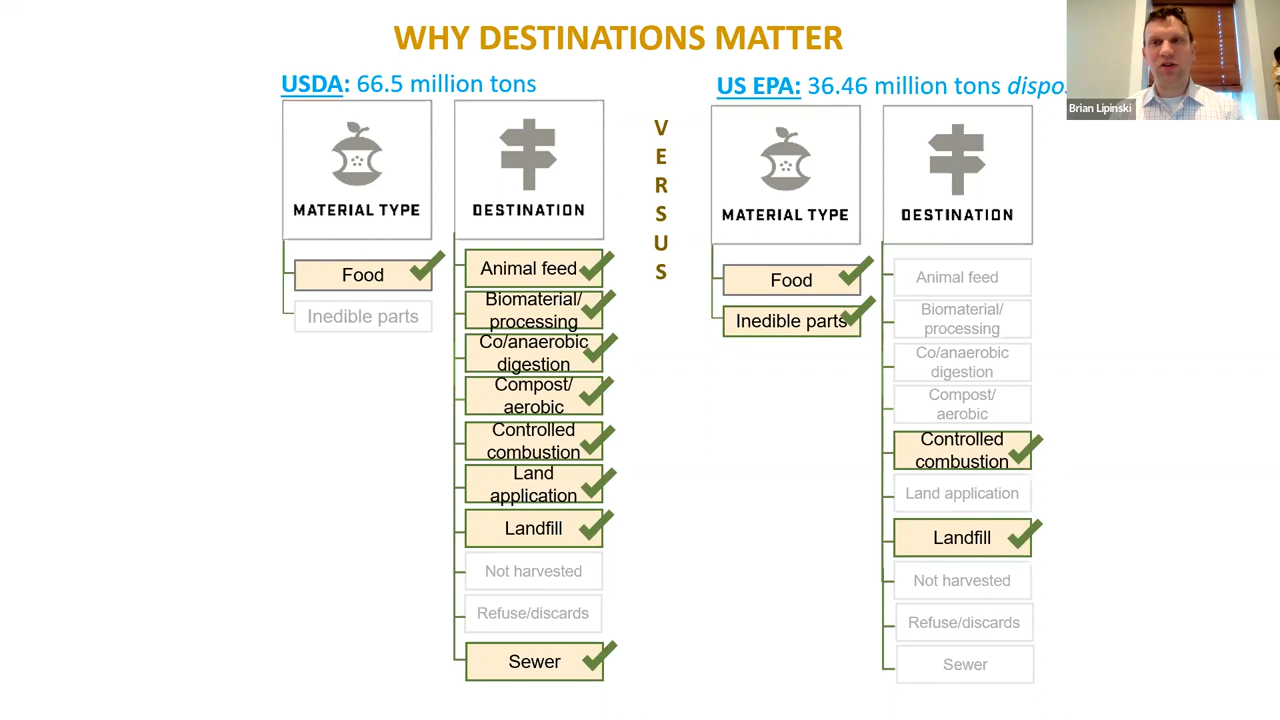 WHY DESTINATIONS MATTER
USDA: 66.5 million tons
MATERIAL TYPE
DESTINATION
Food
Inedible parts
Animal feed
Biomaterial/
processing
Co/anaerobic
digestion
Compost/
aerobic
Controlled
combustion
Land
application
Landfill
Not harvested
Refuse/discards
Sewer
V
E
R
S
U
S
US EPA: 36.46 million tons
MATERIAL TYPE
DESTINATION
Food
Inedible parts
Animal feed
Biomaterial/
processing
Co/anaerobic
digestion
Compost/
aerobic
Controlled
combustion
Land application
Landfill
Not harvested
Refuse/discards
Sewer
Brian Lipinski